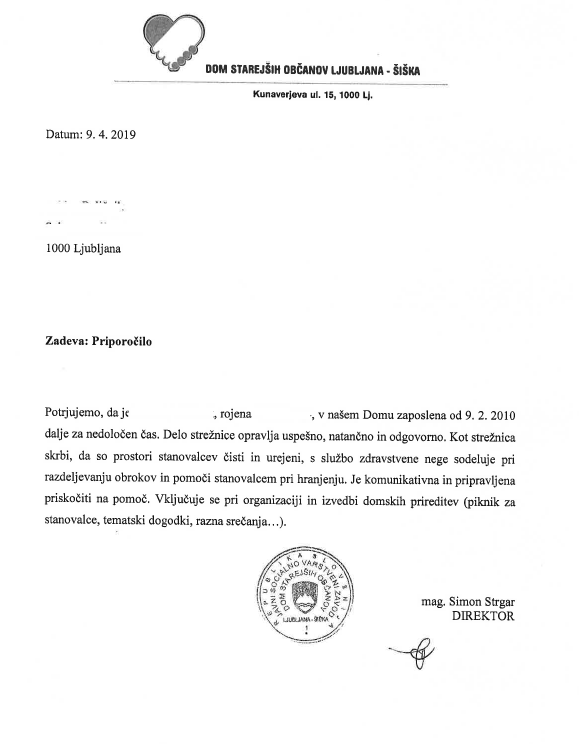 DOM STAREJŠIH OBČANOV LJUBLJANA - ŠIŠKA
Kunaverjeva ul. 15, 1000 Lj.
Datum: 9. 4. 2019
1000 Ljubljana
Zadeva: Priporočilo
Potrjujemo, da je , rojena , v našem Domu zaposlena od 9. 2. 2010
dalje za nedoločen čas. Delo strežnice opravlja uspešno, natančno in odgovorno. Kot strežnica
skrbi, da so prostori stanovalcev čisti in urejeni, s službo zdravstvene nege sodeluje pri
razdeljevanju obrokov in pomoči stanovalcem pri hranjenju. Je komunikativna in pripravljena
priskočiti na pomoč. Vključuje se pri organizaciji in izvedbi domskih prireditev (piknik za
stanovalce, tematski dogodki, razna srečanja…).
REPUBLIKA SLOVENIJA
JAVNI SOCIALNO VARSTVENI ZAVOD
DOM STAREJŠIH OBČANOV
LJUBLJANA - ŠIŠKA
1
mag. Simon Strgar
DIREKTOR